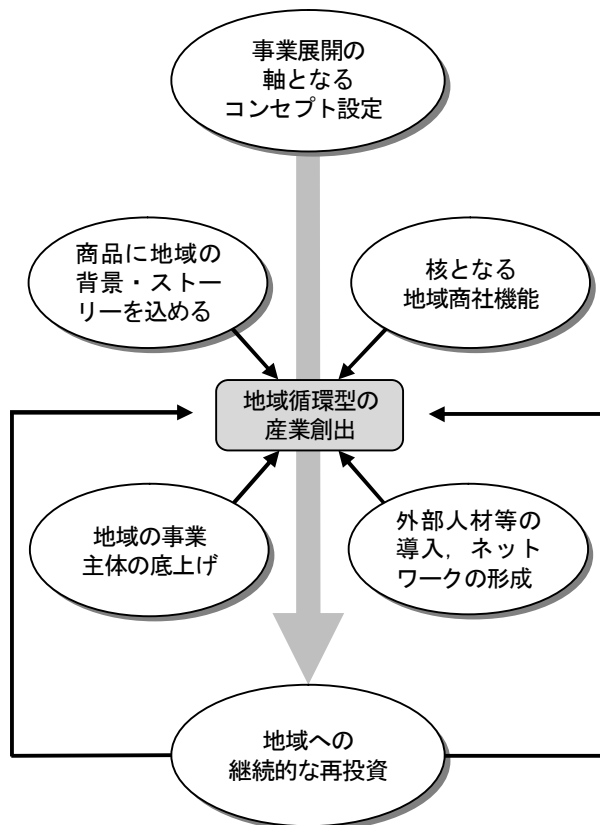 事業展開の
軸となる
コンセプト設定
商品に地域の
背景・ストー
リーを込める
核となる
地域商社機能
地域循環型の
産業創出
地域の事業
主体の底上げ
外部人材等の
導入，ネット
ワークの形成
地域への
継続的な再投資